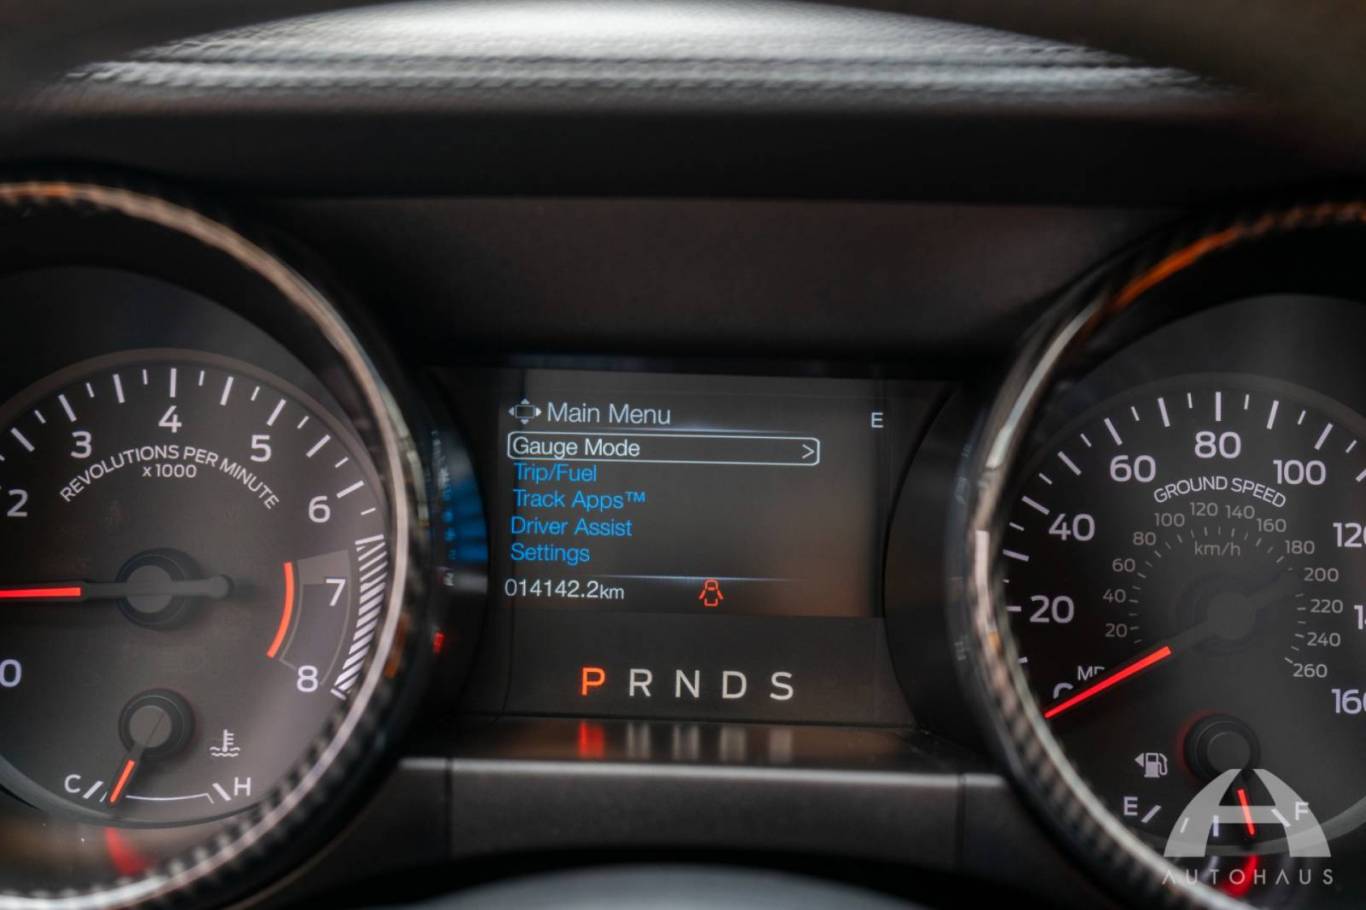 Main Menu
E
Gauge Mode >
Trip/Fuel
Track Apps™
Driver Assist
Settings
014142.2km
P R N D S
0 2 3 4 5 6 7 8
REVOLUTIONS PER MINUTE
x1000
C H
20 40 60 80 100
GROUND SPEED
20 40 60 80 100 120 140 160 180 200 220 240 260
km/h
E F
AUTOHAUS